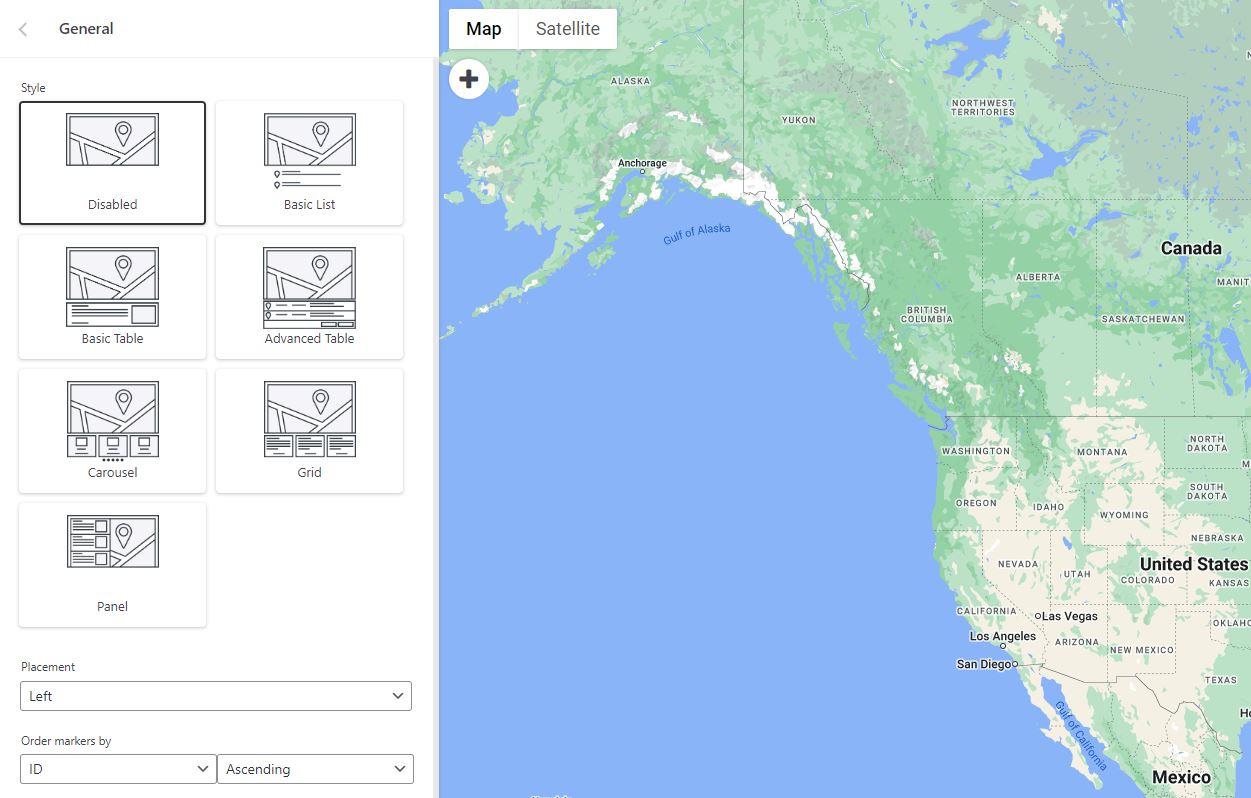 General
Style
Disabled
Basic List
Basic Table
Advanced Table
Carousel
Grid
Panel
Placement
Left
Order markers by
ID
Ascending
Map
Satellite
ALASKA
NORTHWEST
TERRITORIES
YUKON
Anchorage
Gulf of Alaska
Canada
ALBERTA
MANIT
BRITISH
COLUMBIA
SASKATCHEWAN
NORTH
DAKOTA
WASHINGTON
MONTANA
M
SOUTH
DAKOTA
OREGON
IDAHO
WYOMING
NEBRASKA
NEVADA
United States
UTAH
COLORADO
KANSAS
CALIFORNIA
Las Vegas
OKLAHO
Los Angeles
ARIZONA
NEW MEXICO
San Diego
TEXAS
Gulf of California
Ho
Mexico